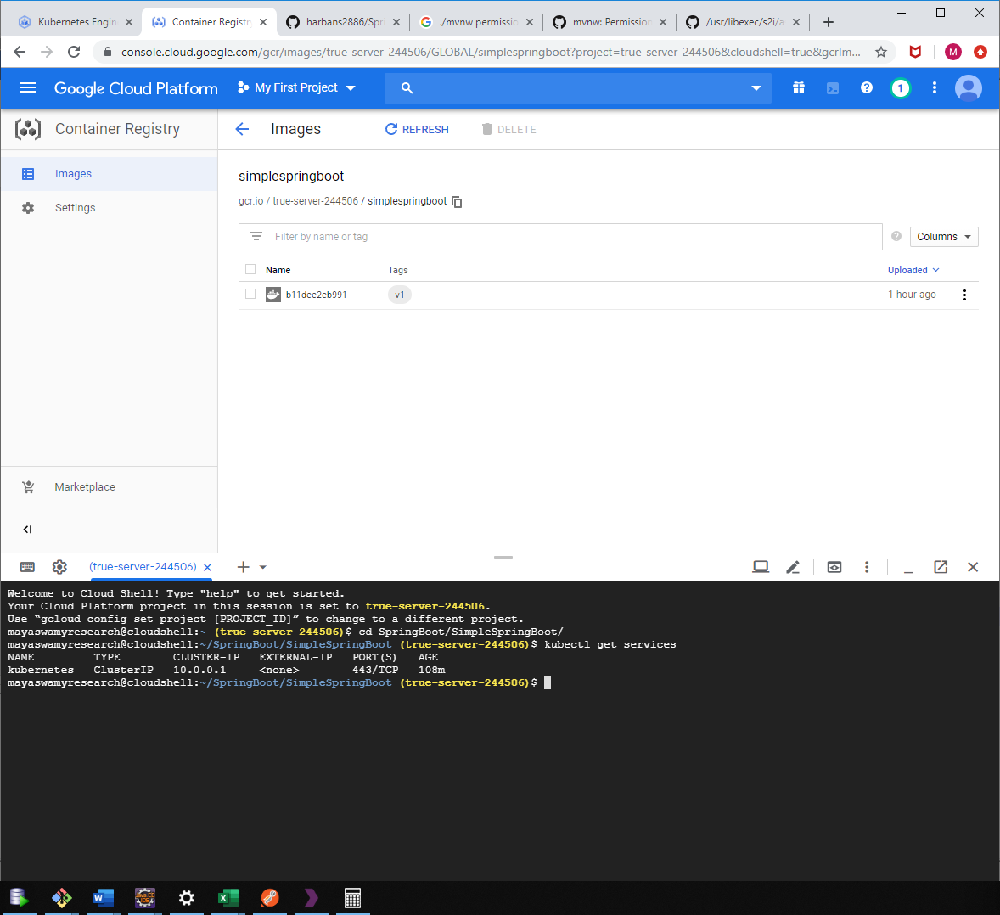 Kubernetes Engin
Container Registr
harbans2886/Spr
./mvnw permissio
mvnw: Permission
/usr/libexec/s2i/a
console.cloud.google.com/gcr/images/true-server-244506/GLOBAL/simplespringboot?project=true-server-244506&cloudshell=true&gcrIm...
M
Google Cloud Platform
My First Project
?
1
Container Registry
Images
REFRESH
DELETE
Images
Settings
simplespringboot
gcr.io / true-server-244506 / simplespringboot
Filter by name or tag
?
Columns
Name
Tags
Uploaded
b11dee2eb991
v1
1 hour ago
Marketplace
(true-server-244506)
Welcome to Cloud Shell! Type "help" to get started.
Your Cloud Platform project in this session is set to true-server-244506.
Use “gcloud config set project [PROJECT_ID]” to change to a different project.
mayaswamyresearch@cloudshell:~ (true-server-244506)$ cd SpringBoot/SimpleSpringBoot/
mayaswamyresearch@cloudshell:~/SpringBoot/SimpleSpringBoot (true-server-244506)$ kubectl get services
NAME TYPE CLUSTER-IP EXTERNAL-IP PORT(S) AGE
kubernetes ClusterIP 10.0.0.1 <none> 443/TCP 108m
mayaswamyresearch@cloudshell:~/SpringBoot/SimpleSpringBoot (true-server-244506)$